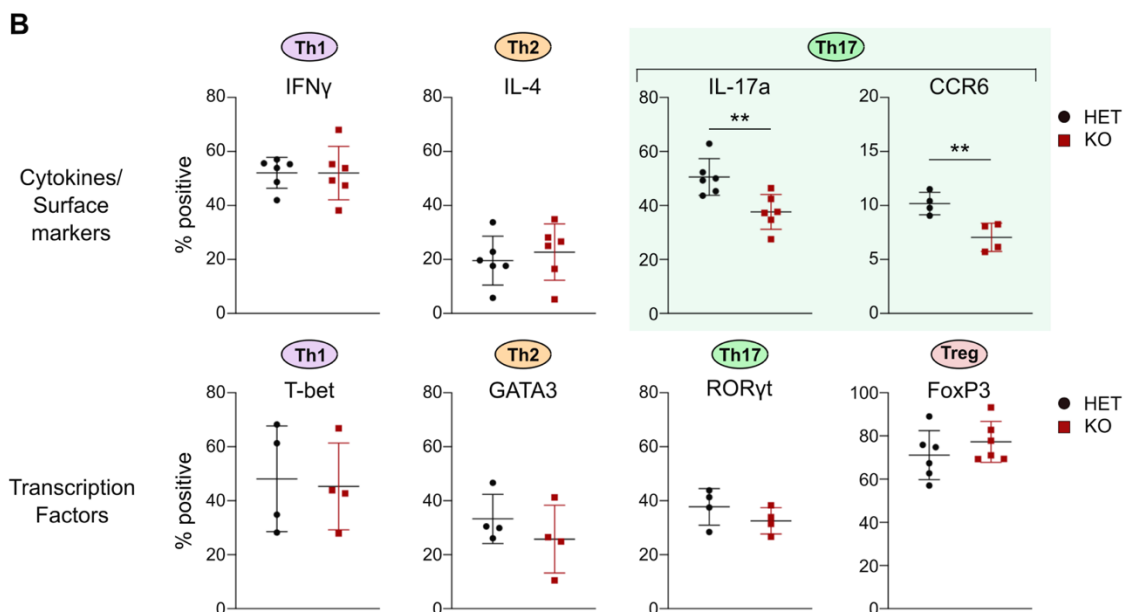 B
Th1
Th2
Th17
IFNγ
IL-4
IL-17a
CCR6
80
60
40
20
0
80
60
40
20
0
80
60
40
20
0
20
15
10
5
0
**
**
HET
KO
Cytokines/
Surface
markers
% positive
Th1
Th2
Th17
Treg
T-bet
GATA3
RORγt
FoxP3
80
60
40
20
0
80
60
40
20
0
80
60
40
20
0
100
80
60
40
20
0
HET
KO
Transcription
Factors
% positive